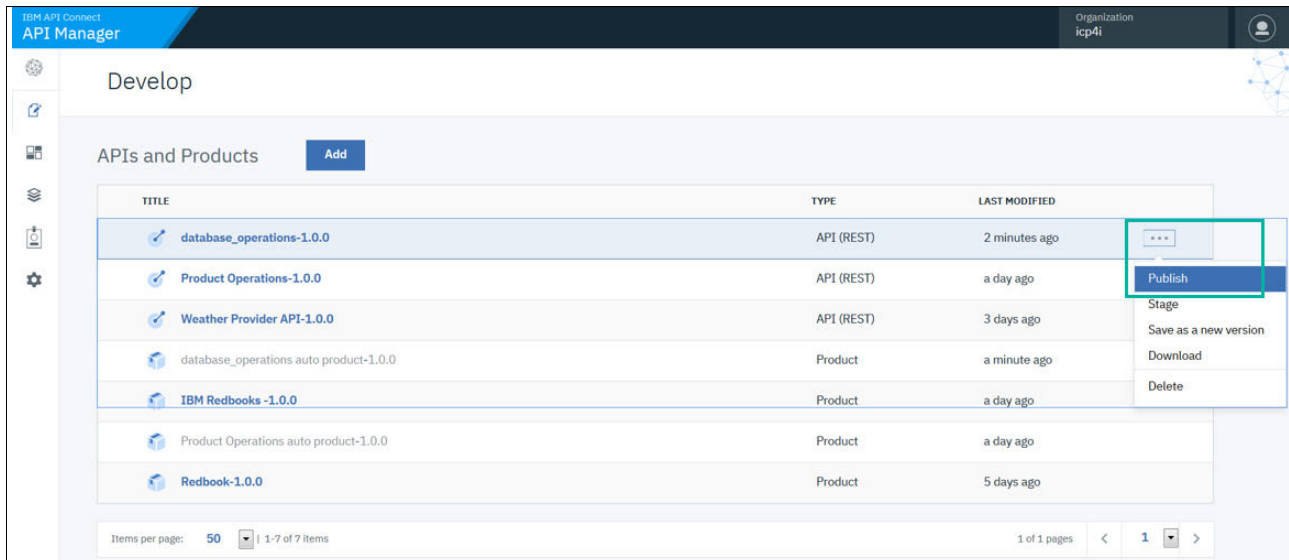 IBM API Connect
API Manager
Organization
icp4i
Develop
APIs and Products
Add
TITLE TYPE LAST MODIFIED
database_operations-1.0.0 API (REST) 2 minutes ago
Product Operations-1.0.0 API (REST) a day ago
Publish
Weather Provider API-1.0.0 API (REST) 3 days ago
Stage
Save as a new version
database_operations auto product-1.0.0 Product a minute ago
Download
IBM Redbooks -1.0.0 Product a day ago
Delete
Product Operations auto product-1.0.0 Product a day ago
Redbook-1.0.0 Product 5 days ago
Items per page: 50 | 1-7 of 7 items 1 of 1 pages < 1 >